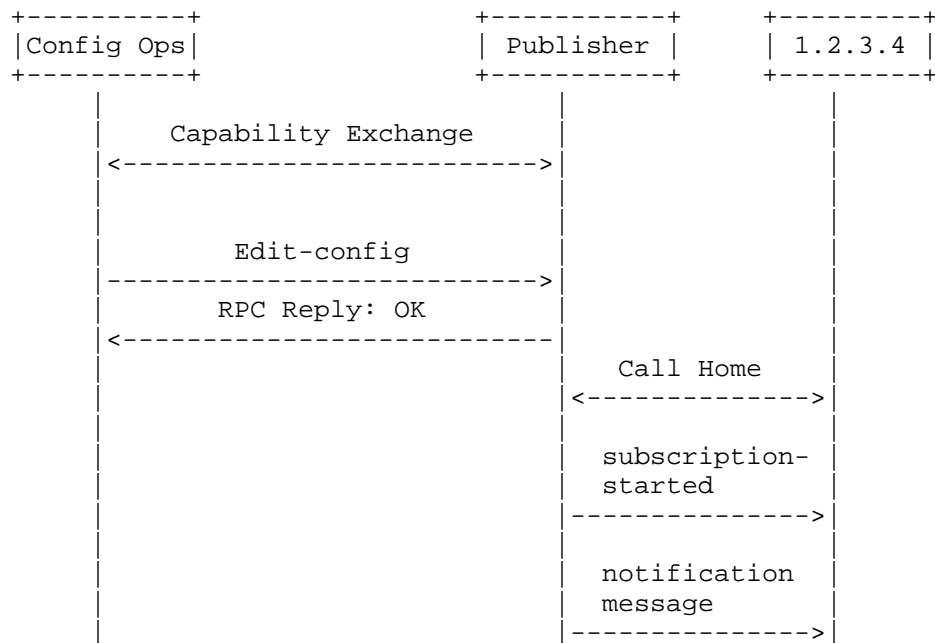 Config Ops Publisher 1.2.3.4
Capability Exchange
Edit-config
RPC Reply: OK
Call Home
subscription-
started
notification
message